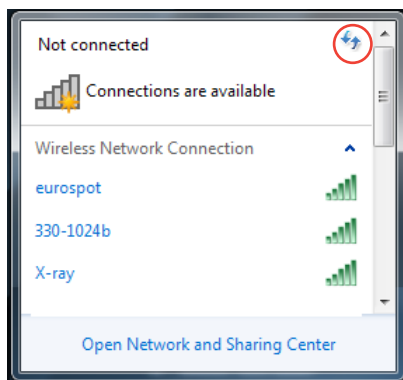 Not connected
Connections are available
Wireless Network Connection
eurospot
330-1024b
X-ray
Open Network and Sharing Center